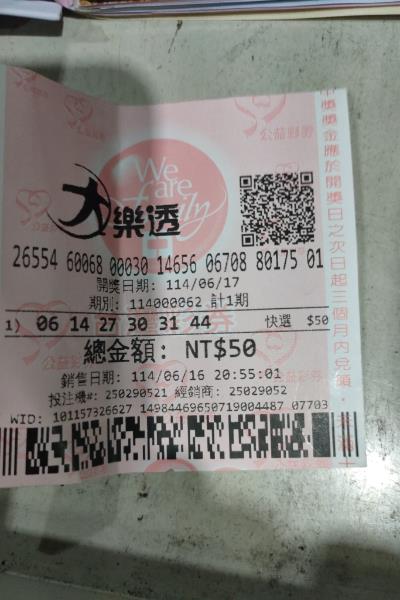 公益彩券
We
are
family
大樂透
26554 60068 00030 14656 06708 80175 01
開獎日期: 114/06/17
期別: 114000062 計1期
1) 06 14 27 30 31 44 快選 $50
總金額: NT$50
銷售日期: 114/06/16 20:55:01
投注機#: 250290521 經銷商: 25029052
WID: 101157326627 14984469650719004487 07703
中獎獎金應於開獎日之次日起三個月內兌領